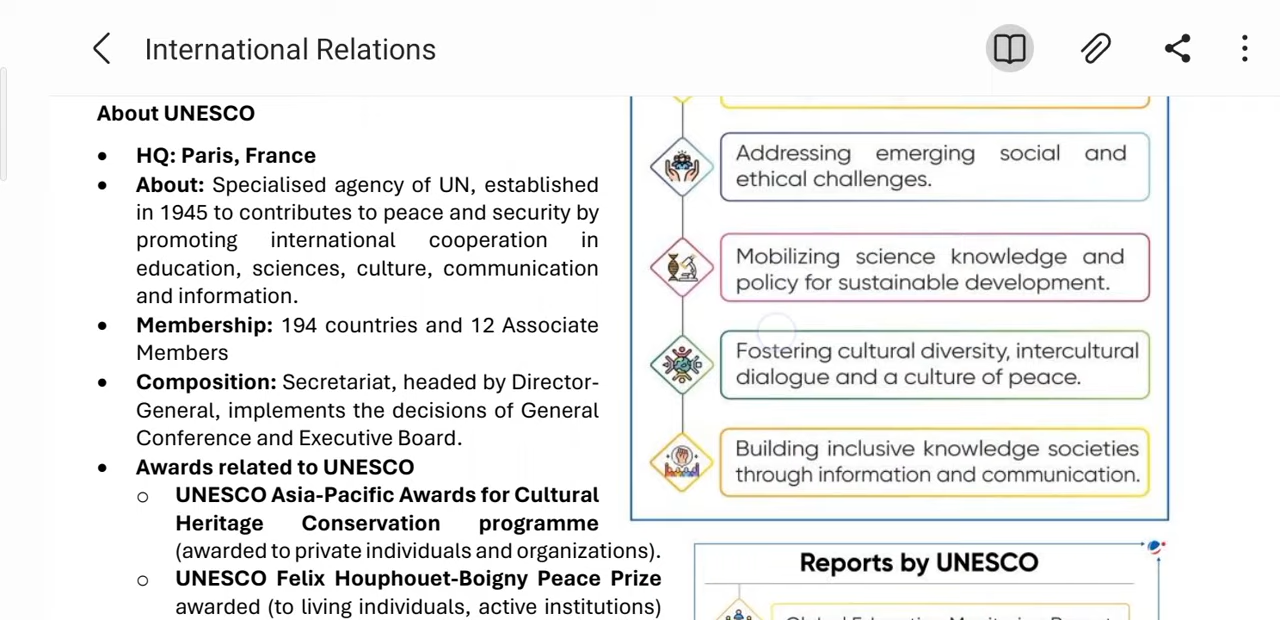 International Relations
About UNESCO
• HQ: Paris, France
• About: Specialised agency of UN, established
in 1945 to contributes to peace and security by
promoting international cooperation in
education, sciences, culture, communication
and information.
• Membership: 194 countries and 12 Associate
Members
• Composition: Secretariat, headed by Director-
General, implements the decisions of General
Conference and Executive Board.
• Awards related to UNESCO
o UNESCO Asia-Pacific Awards for Cultural
Heritage Conservation programme
(awarded to private individuals and organizations).
o UNESCO Felix Houphouet-Boigny Peace Prize
awarded (to living individuals, active institutions)
Addressing emerging social and
ethical challenges.
Mobilizing science knowledge and
policy for sustainable development.
Fostering cultural diversity, intercultural
dialogue and a culture of peace.
Building inclusive knowledge societies
through information and communication.
Reports by UNESCO
Global Education Monitoring Report